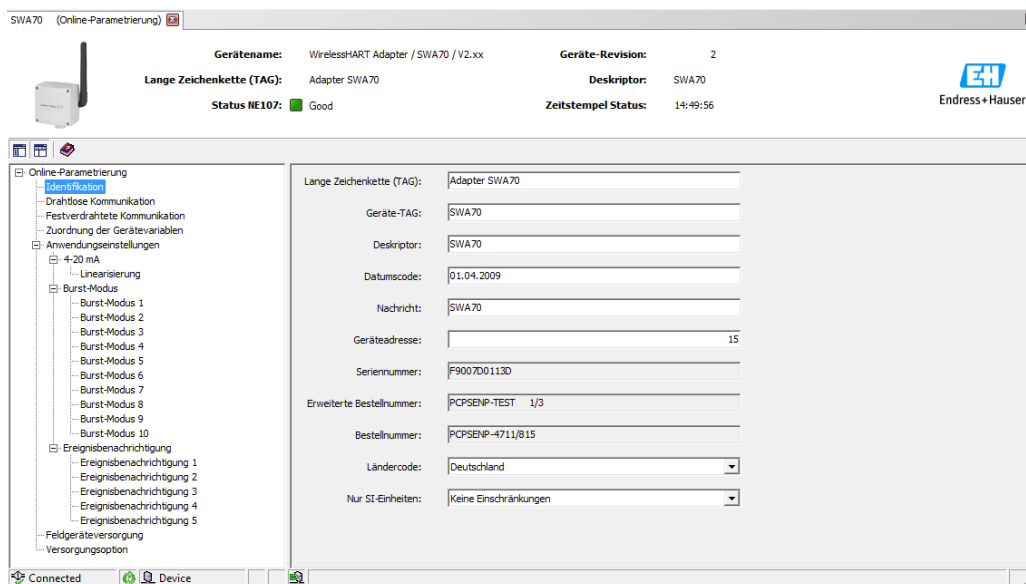 SWA70 (Online-Parametrierung)
Gerätename: WirelessHART Adapter / SWA70 / V2.xx Geräte-Revision: 2
Lange Zeichenkette (TAG): Adapter SWA70 Deskriptor: SWA70
Status NE107: Good Zeitstempel Status: 14:49:56
EH
Endress+Hauser
Online-Parametrierung
Identifikation
Drahtlose Kommunikation
Festverdrahtete Kommunikation
Zuordnung der Gerätevariablen
Anwendungseinstellungen
4-20 mA
Linearisierung
Burst-Modus
Burst-Modus 1
Burst-Modus 2
Burst-Modus 3
Burst-Modus 4
Burst-Modus 5
Burst-Modus 6
Burst-Modus 7
Burst-Modus 8
Burst-Modus 9
Burst-Modus 10
Ereignisbenachrichtigung
Ereignisbenachrichtigung 1
Ereignisbenachrichtigung 2
Ereignisbenachrichtigung 3
Ereignisbenachrichtigung 4
Ereignisbenachrichtigung 5
Feldgeräteversorgung
Versorgungsoption
Lange Zeichenkette (TAG): Adapter SWA70
Geräte-TAG: SWA70
Deskriptor: SWA70
Datumscode: 01.04.2009
Nachricht: SWA70
Geräteadresse: 15
Seriennummer: F9007D0113D
Erweiterte Bestellnummer: PCPSENP-TEST 1/3
Bestellnummer: PCPSENP-4711/815
Ländercode: Deutschland
Nur SI-Einheiten: Keine Einschränkungen
Connected Device